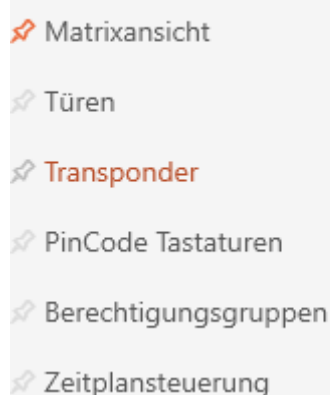 Matrixansicht
Türen
Transponder
PinCode Tastaturen
Berechtigungsgruppen
Zeitplansteuerung